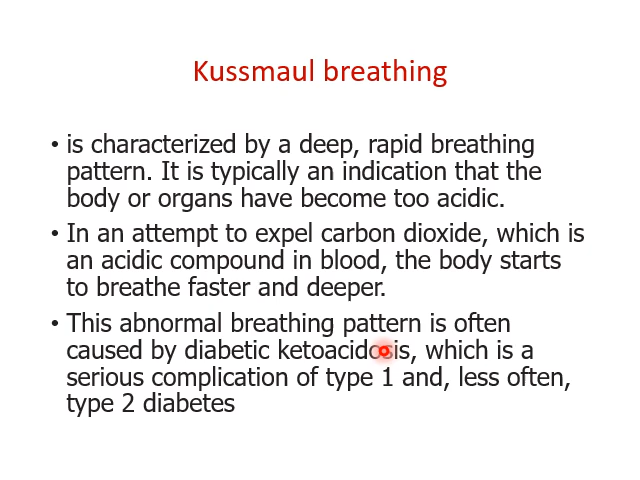 Kussmaul breathing
• is characterized by a deep, rapid breathing
pattern. It is typically an indication that the
body or organs have become too acidic.
• In an attempt to expel carbon dioxide, which is
an acidic compound in blood, the body starts
to breathe faster and deeper.
• This abnormal breathing pattern is often
caused by diabetic ketoacidosis, which is a
serious complication of type 1 and, less often,
type 2 diabetes